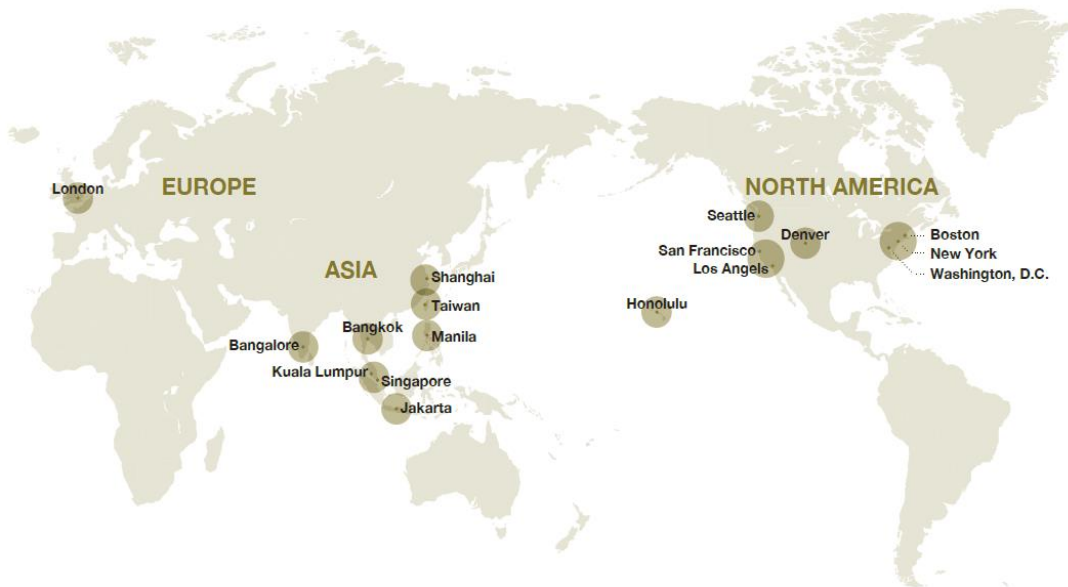 London
EUROPE
NORTH AMERICA
Seattle
Denver
Boston
San Francisco
New York
Los Angels
Washington, D.C.
ASIA
Shanghai
Honolulu
Taiwan
Bangkok
Manila
Bangalore
Kuala Lumpur
Singapore
Jakarta